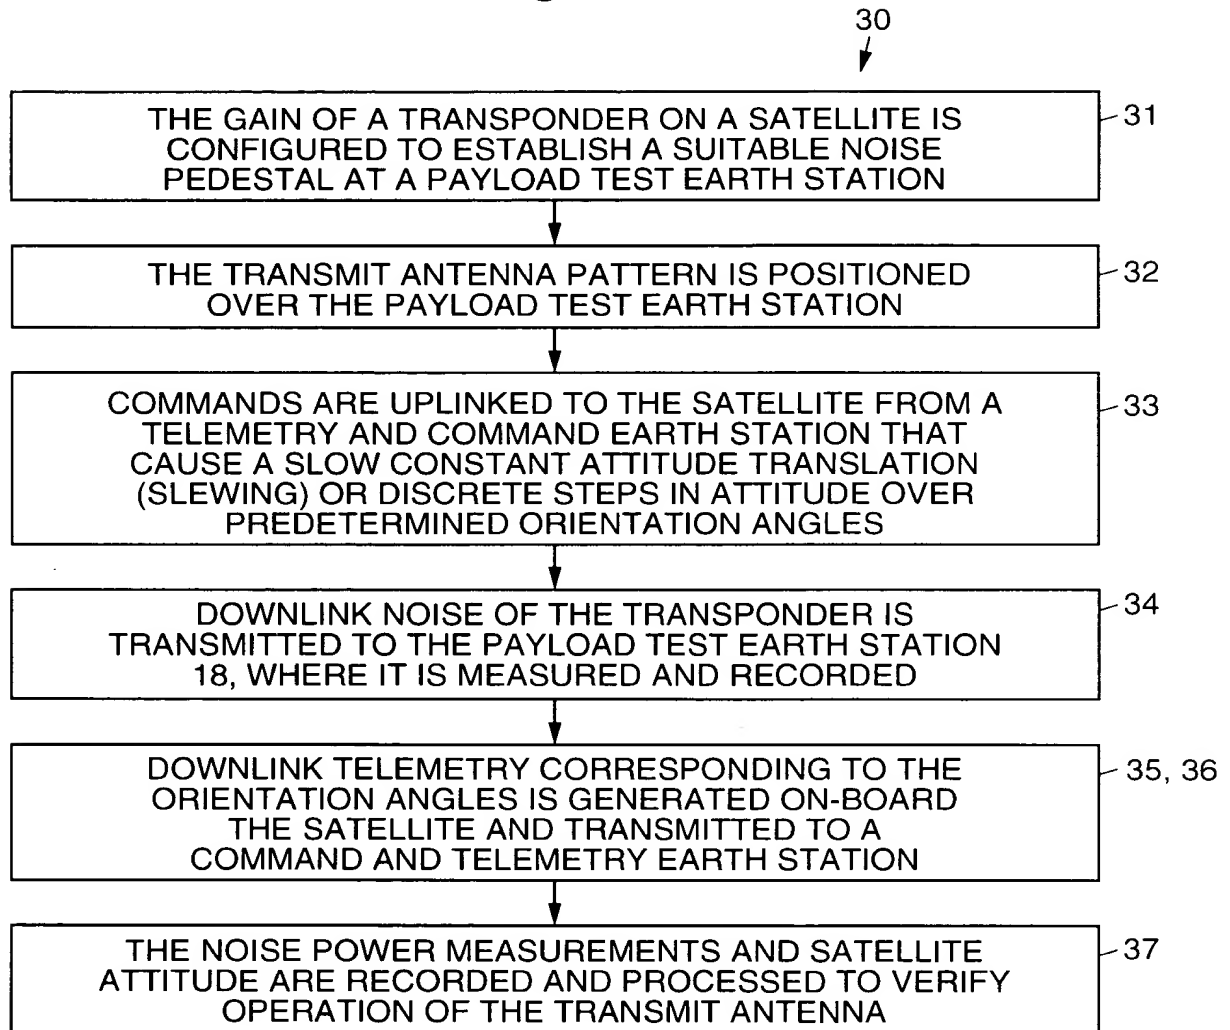 30
THE GAIN OF A TRANSPONDER ON A SATELLITE IS
CONFIGURED TO ESTABLISH A SUITABLE NOISE
PEDESTAL AT A PAYLOAD TEST EARTH STATION
31
THE TRANSMIT ANTENNA PATTERN IS POSITIONED
OVER THE PAYLOAD TEST EARTH STATION
32
COMMANDS ARE UPLINKED TO THE SATELLITE FROM A
TELEMETRY AND COMMAND EARTH STATION THAT
CAUSE A SLOW CONSTANT ATTITUDE TRANSLATION
(SLEWING) OR DISCRETE STEPS IN ATTITUDE OVER
PREDETERMINED ORIENTATION ANGLES
33
DOWNLINK NOISE OF THE TRANSPONDER IS
TRANSMITTED TO THE PAYLOAD TEST EARTH STATION
18, WHERE IT IS MEASURED AND RECORDED
34
DOWNLINK TELEMETRY CORRESPONDING TO THE
ORIENTATION ANGLES IS GENERATED ON-BOARD
THE SATELLITE AND TRANSMITTED TO A
COMMAND AND TELEMETRY EARTH STATION
35, 36
THE NOISE POWER MEASUREMENTS AND SATELLITE
ATTITUDE ARE RECORDED AND PROCESSED TO VERIFY
OPERATION OF THE TRANSMIT ANTENNA
37